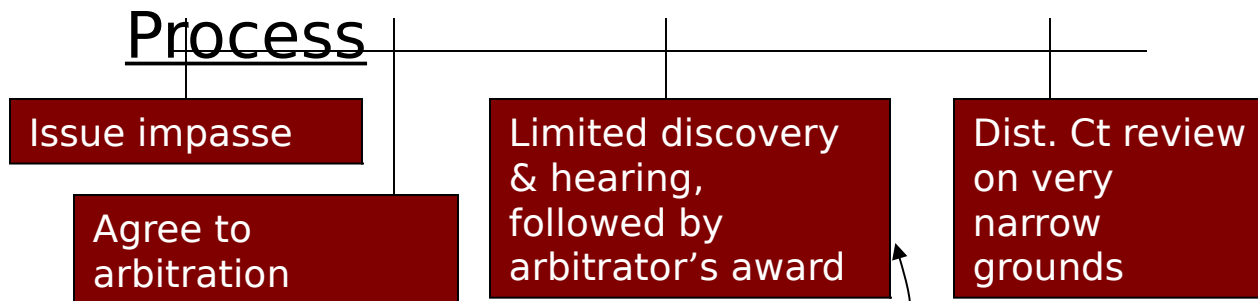 Process
Issue impasse
Agree to
arbitration
Limited discovery
& hearing,
followed by
arbitrator’s award
Dist. Ct review
on very
narrow
grounds